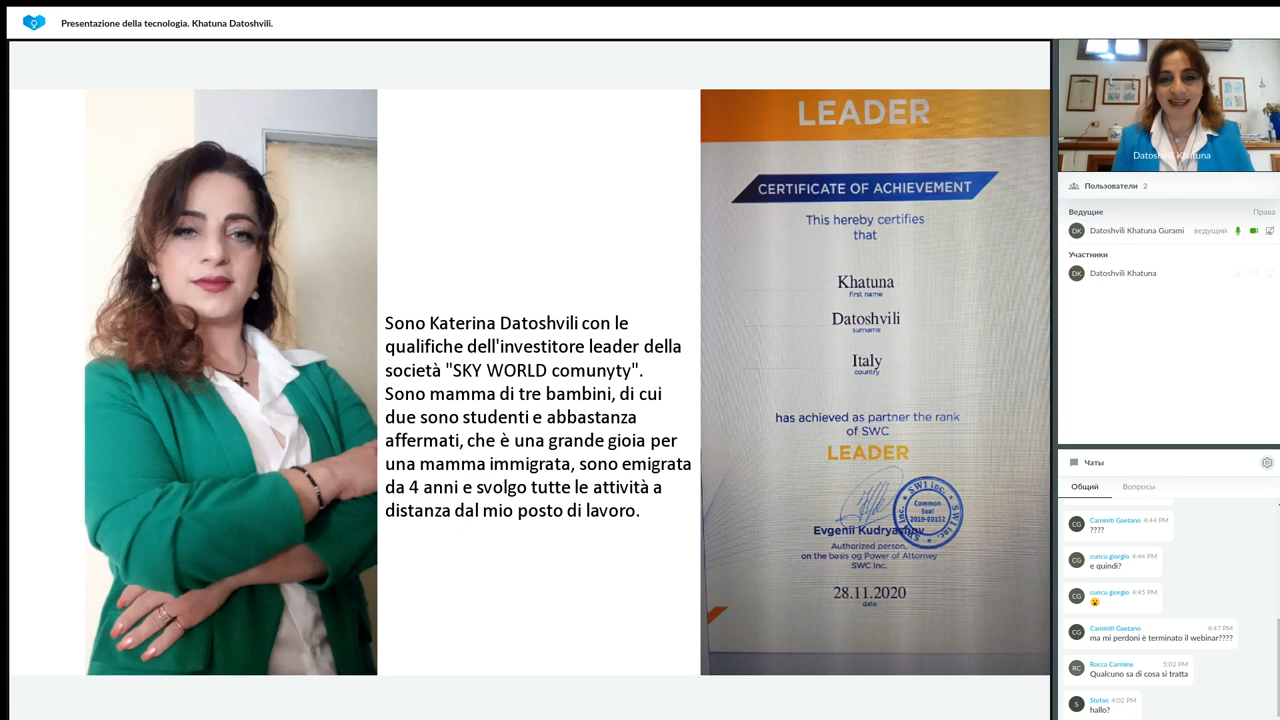 Presentazione della tecnologia. Khatuna Datoshvili.
Sono Katerina Datoshvili con le
qualifiche dell'investitore leader della
società "SKY WORLD comunyty".
Sono mamma di tre bambini, di cui
due sono studenti e abbastanza
affermati, che è una grande gioia per
una mamma immigrata, sono emigrata
da 4 anni e svolgo tutte le attività a
distanza dal mio posto di lavoro.
LEADER
CERTIFICATE OF ACHIEVEMENT
This hereby certifies
that
Khatuna
first name
Datoshvili
surname
Italy
country
has achieved as partner the rank
of SWC
LEADER
SWI inc.
Common
Seal
2019-00152
Evgenii Kudryashov
Authorized person,
on the basis og Power of Attorney
SWC Inc.
28.11.2020
date
Datoshvili Khatuna
Пользователи 2
Ведущие Права
DK Datoshvili Khatuna Gurami ведущий
Участники
DK Datoshvili Khatuna
Чаты
Общий Вопросы
CG Caminiti Gaetano 4:44 PM
????
CG cuncu giorgio 4:44 PM
e quindi?
CG cuncu giorgio 4:45 PM
😮
CG Caminiti Gaetano 4:47 PM
ma mi perdoni è terminato il webinar????
RC Rocca Carmine 5:02 PM
Qualcuno sa di cosa si tratta
S Stefan 4:02 PM
hallo?